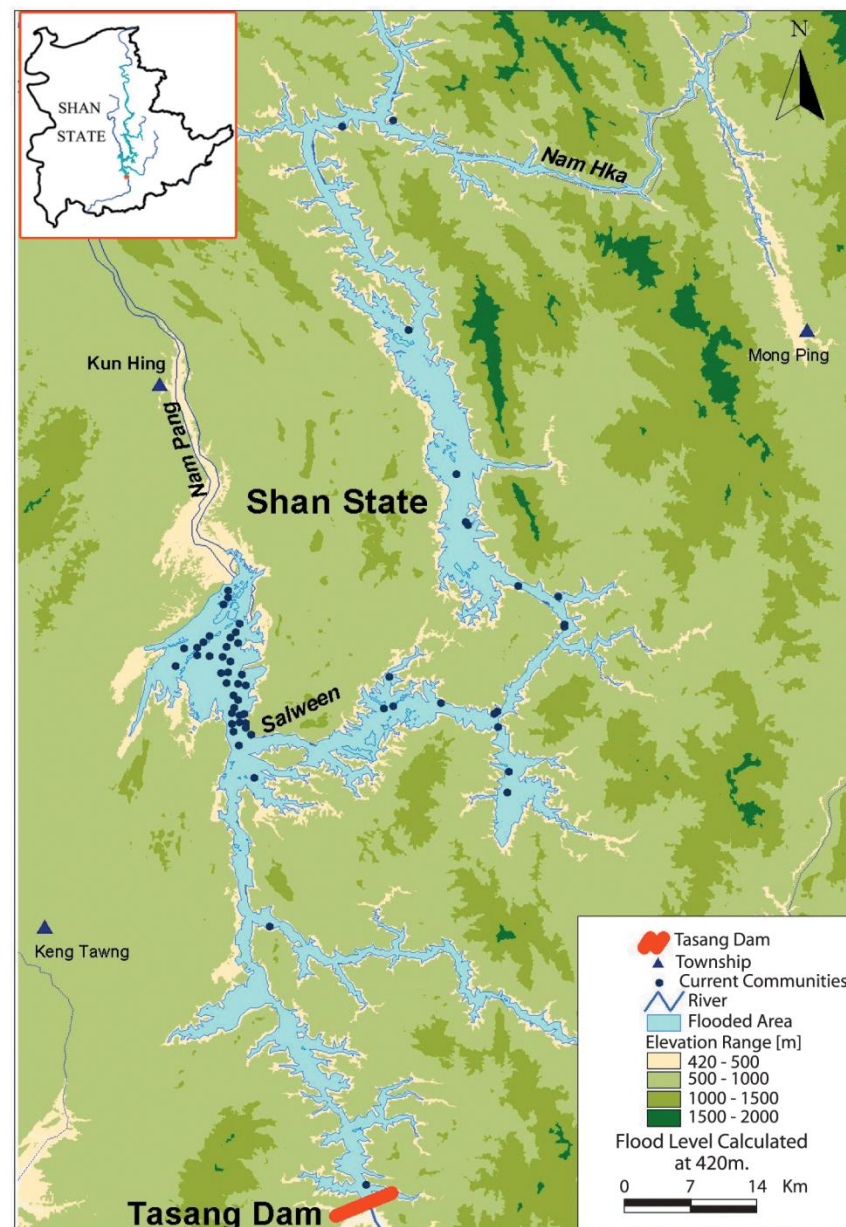 SHAN
STATE
N
Nam Hka
Mong Ping
Kun Hing
Nam Pang
Shan State
Salween
Keng Tawng
Tasang Dam
Tasang Dam
Township
Current Communities
River
Flooded Area
Elevation Range [m]
420 - 500
500 - 1000
1000 - 1500
1500 - 2000
Flood Level Calculated
at 420m.
0 7 14 Km